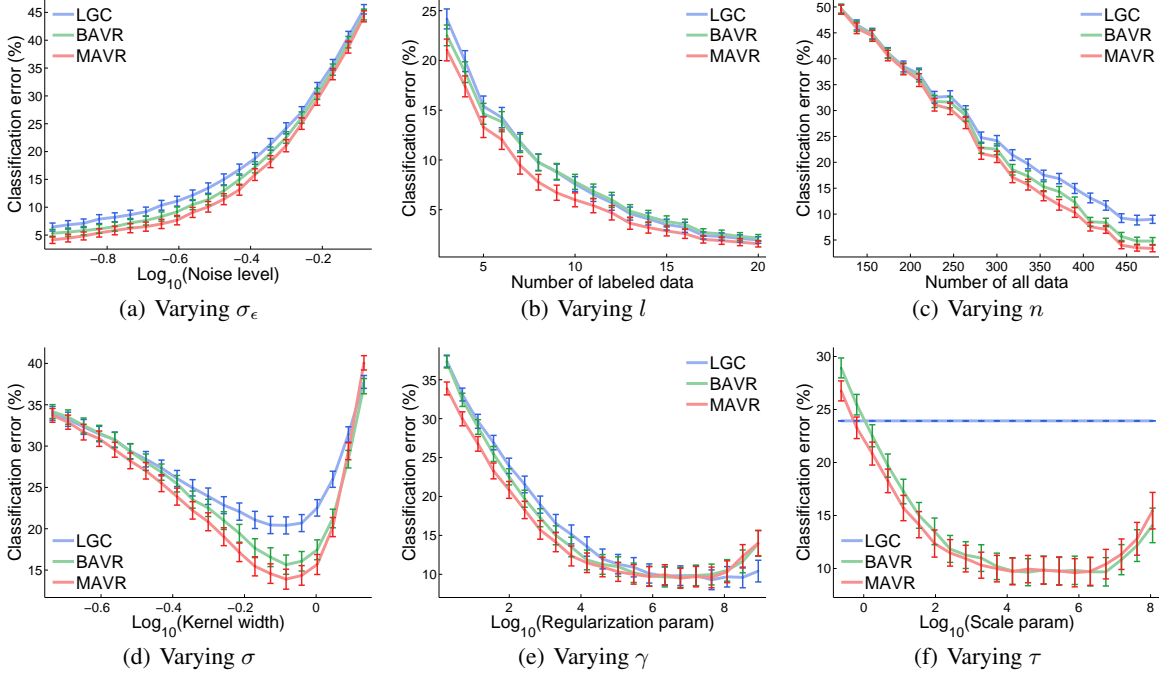 45
40
35
30
25
20
15
10
5
−0.8
−0.6
−0.4
−0.2
Classification error (%)
Log10(Noise level)
LGC
BAVR
MAVR
(a) Varying σϵ
25
20
15
10
5
5
10
15
20
Classification error (%)
Number of labeled data
LGC
BAVR
MAVR
(b) Varying l
50
45
40
35
30
25
20
15
10
5
150
200
250
300
350
400
450
Classification error (%)
Number of all data
LGC
BAVR
MAVR
(c) Varying n
40
35
30
25
20
15
−0.6
−0.4
−0.2
0
Classification error (%)
Log10(Kernel width)
LGC
BAVR
MAVR
(d) Varying σ
35
30
25
20
15
10
2
4
6
8
Classification error (%)
Log10(Regularization param)
LGC
BAVR
MAVR
(e) Varying γ
30
25
20
15
10
0
2
4
6
8
Classification error (%)
Log10(Scale param)
LGC
BAVR
MAVR
(f) Varying τ